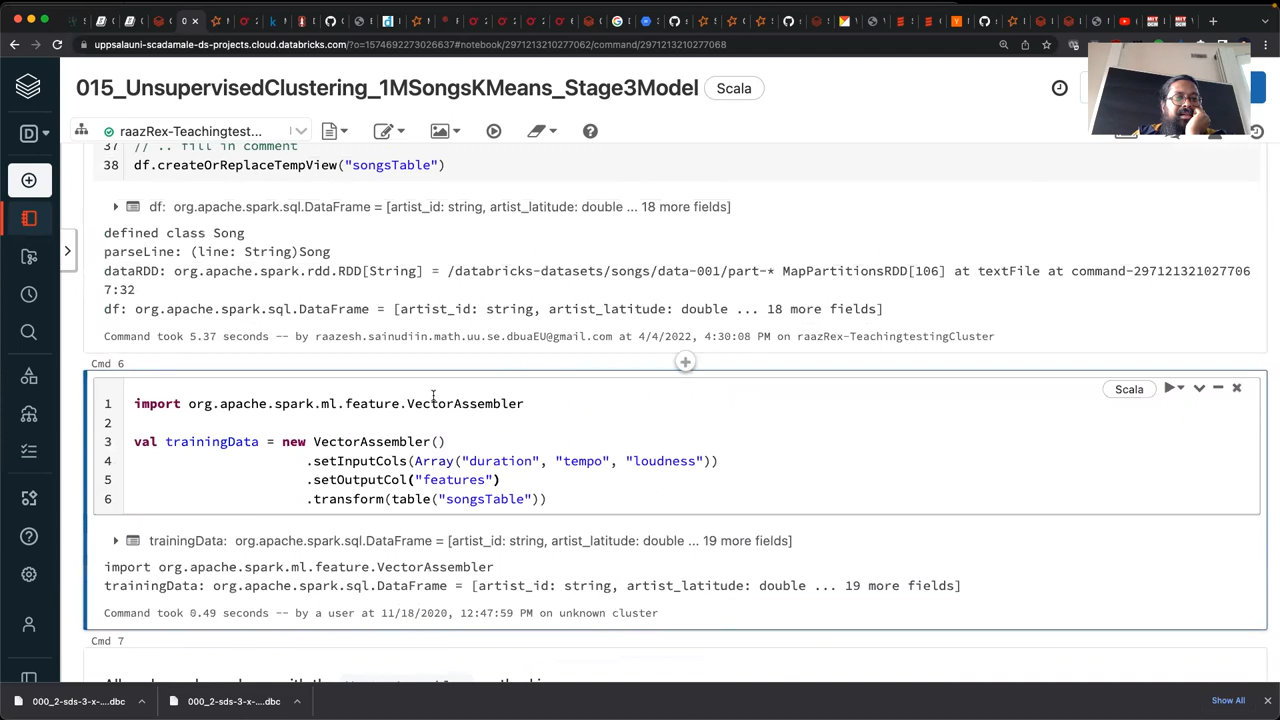 uppsalauni-scadamale-ds-projects.cloud.databricks.com/?o=1574692273026637#notebook/2971213210277062/command/2971213210277068
015_UnsupervisedClustering_1MSongsKMeans_Stage3Model
Scala
D
raazRex-Teachingtest...
37 // .. fill in comment
38 df.createOrReplaceTempView("songsTable")
df: org.apache.spark.sql.DataFrame = [artist_id: string, artist_latitude: double ... 18 more fields]
defined class Song
parseLine: (line: String)Song
dataRDD: org.apache.spark.rdd.RDD[String] = /databricks-datasets/songs/data-001/part-* MapPartitionsRDD[106] at textFile at command-297121321027706
7:32
df: org.apache.spark.sql.DataFrame = [artist_id: string, artist_latitude: double ... 18 more fields]
Command took 5.37 seconds -- by raazesh.sainudiin.math.uu.se.dbuaEU@gmail.com at 4/4/2022, 4:30:08 PM on raazRex-TeachingtestingCluster
Cmd 6
Scala
1 import org.apache.spark.ml.feature.VectorAssembler
2
3 val trainingData = new VectorAssembler()
4 .setInputCols(Array("duration", "tempo", "loudness"))
5 .setOutputCol("features")
6 .transform(table("songsTable"))
trainingData: org.apache.spark.sql.DataFrame = [artist_id: string, artist_latitude: double ... 19 more fields]
import org.apache.spark.ml.feature.VectorAssembler
trainingData: org.apache.spark.sql.DataFrame = [artist_id: string, artist_latitude: double ... 19 more fields]
Command took 0.49 seconds -- by a user at 11/18/2020, 12:47:59 PM on unknown cluster
Cmd 7
000_2-sds-3-x-....dbc
000_2-sds-3-x-....dbc
Show All